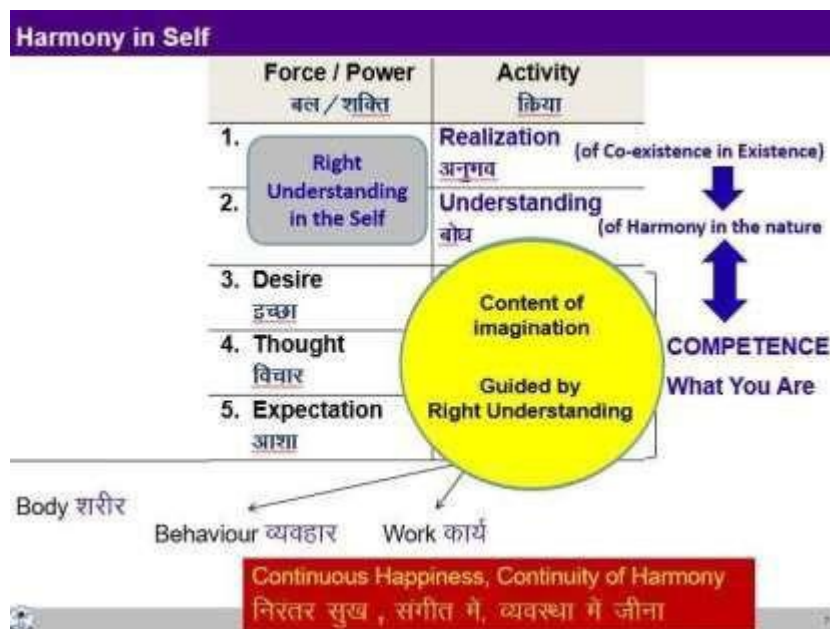 Harmony in Self
Force / Power
बल / शक्ति
Activity
क्रिया
1.
Right
Understanding
in the Self
Realization (of Co-existence in Existence)
अनुभव
2.
Understanding
(of Harmony in the nature
बोध
3. Desire
इच्छा
4. Thought
विचार
5. Expectation
आशा
Content of
imagination
Guided by
Right Understanding
COMPETENCE
What You Are
Body शरीर
Behaviour व्यवहार
Work कार्य
Continuous Happiness, Continuity of Harmony
निरतर सुख , संगीत में, व्यवस्था में जीना